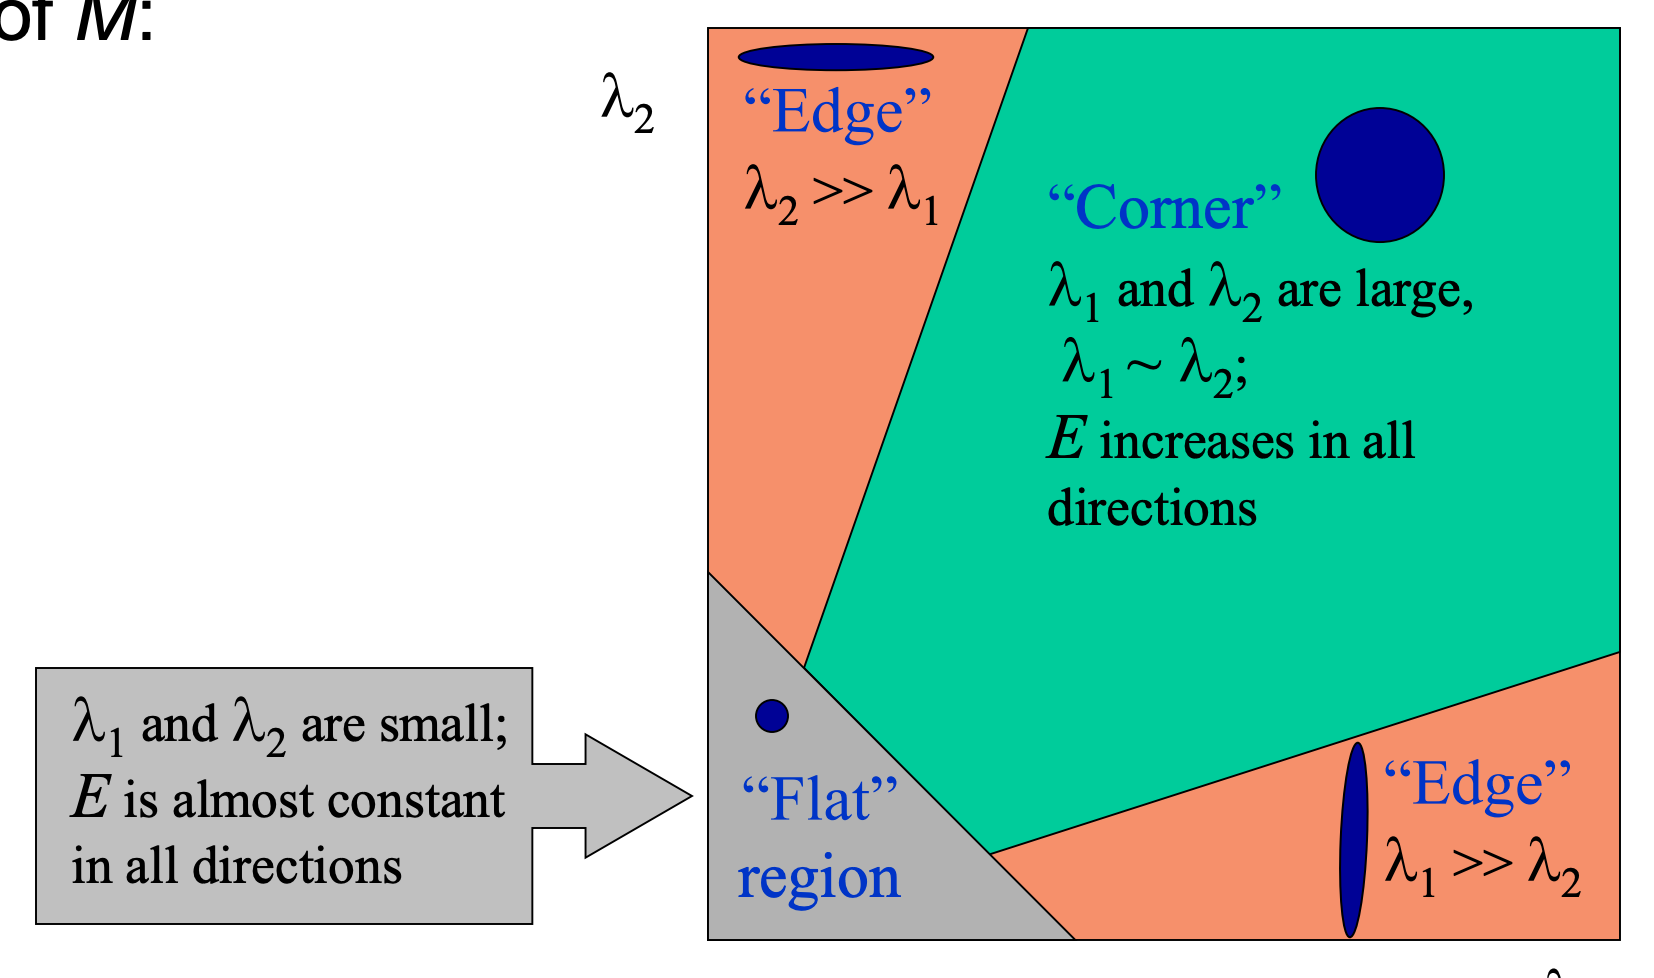 of M:
λ2
“Edge”
λ2 >> λ1
“Corner”
λ1 and λ2 are large,
λ1 ~ λ2;
E increases in all
directions
λ1 and λ2 are small;
E is almost constant
in all directions
“Flat”
region
“Edge”
λ1 >> λ2